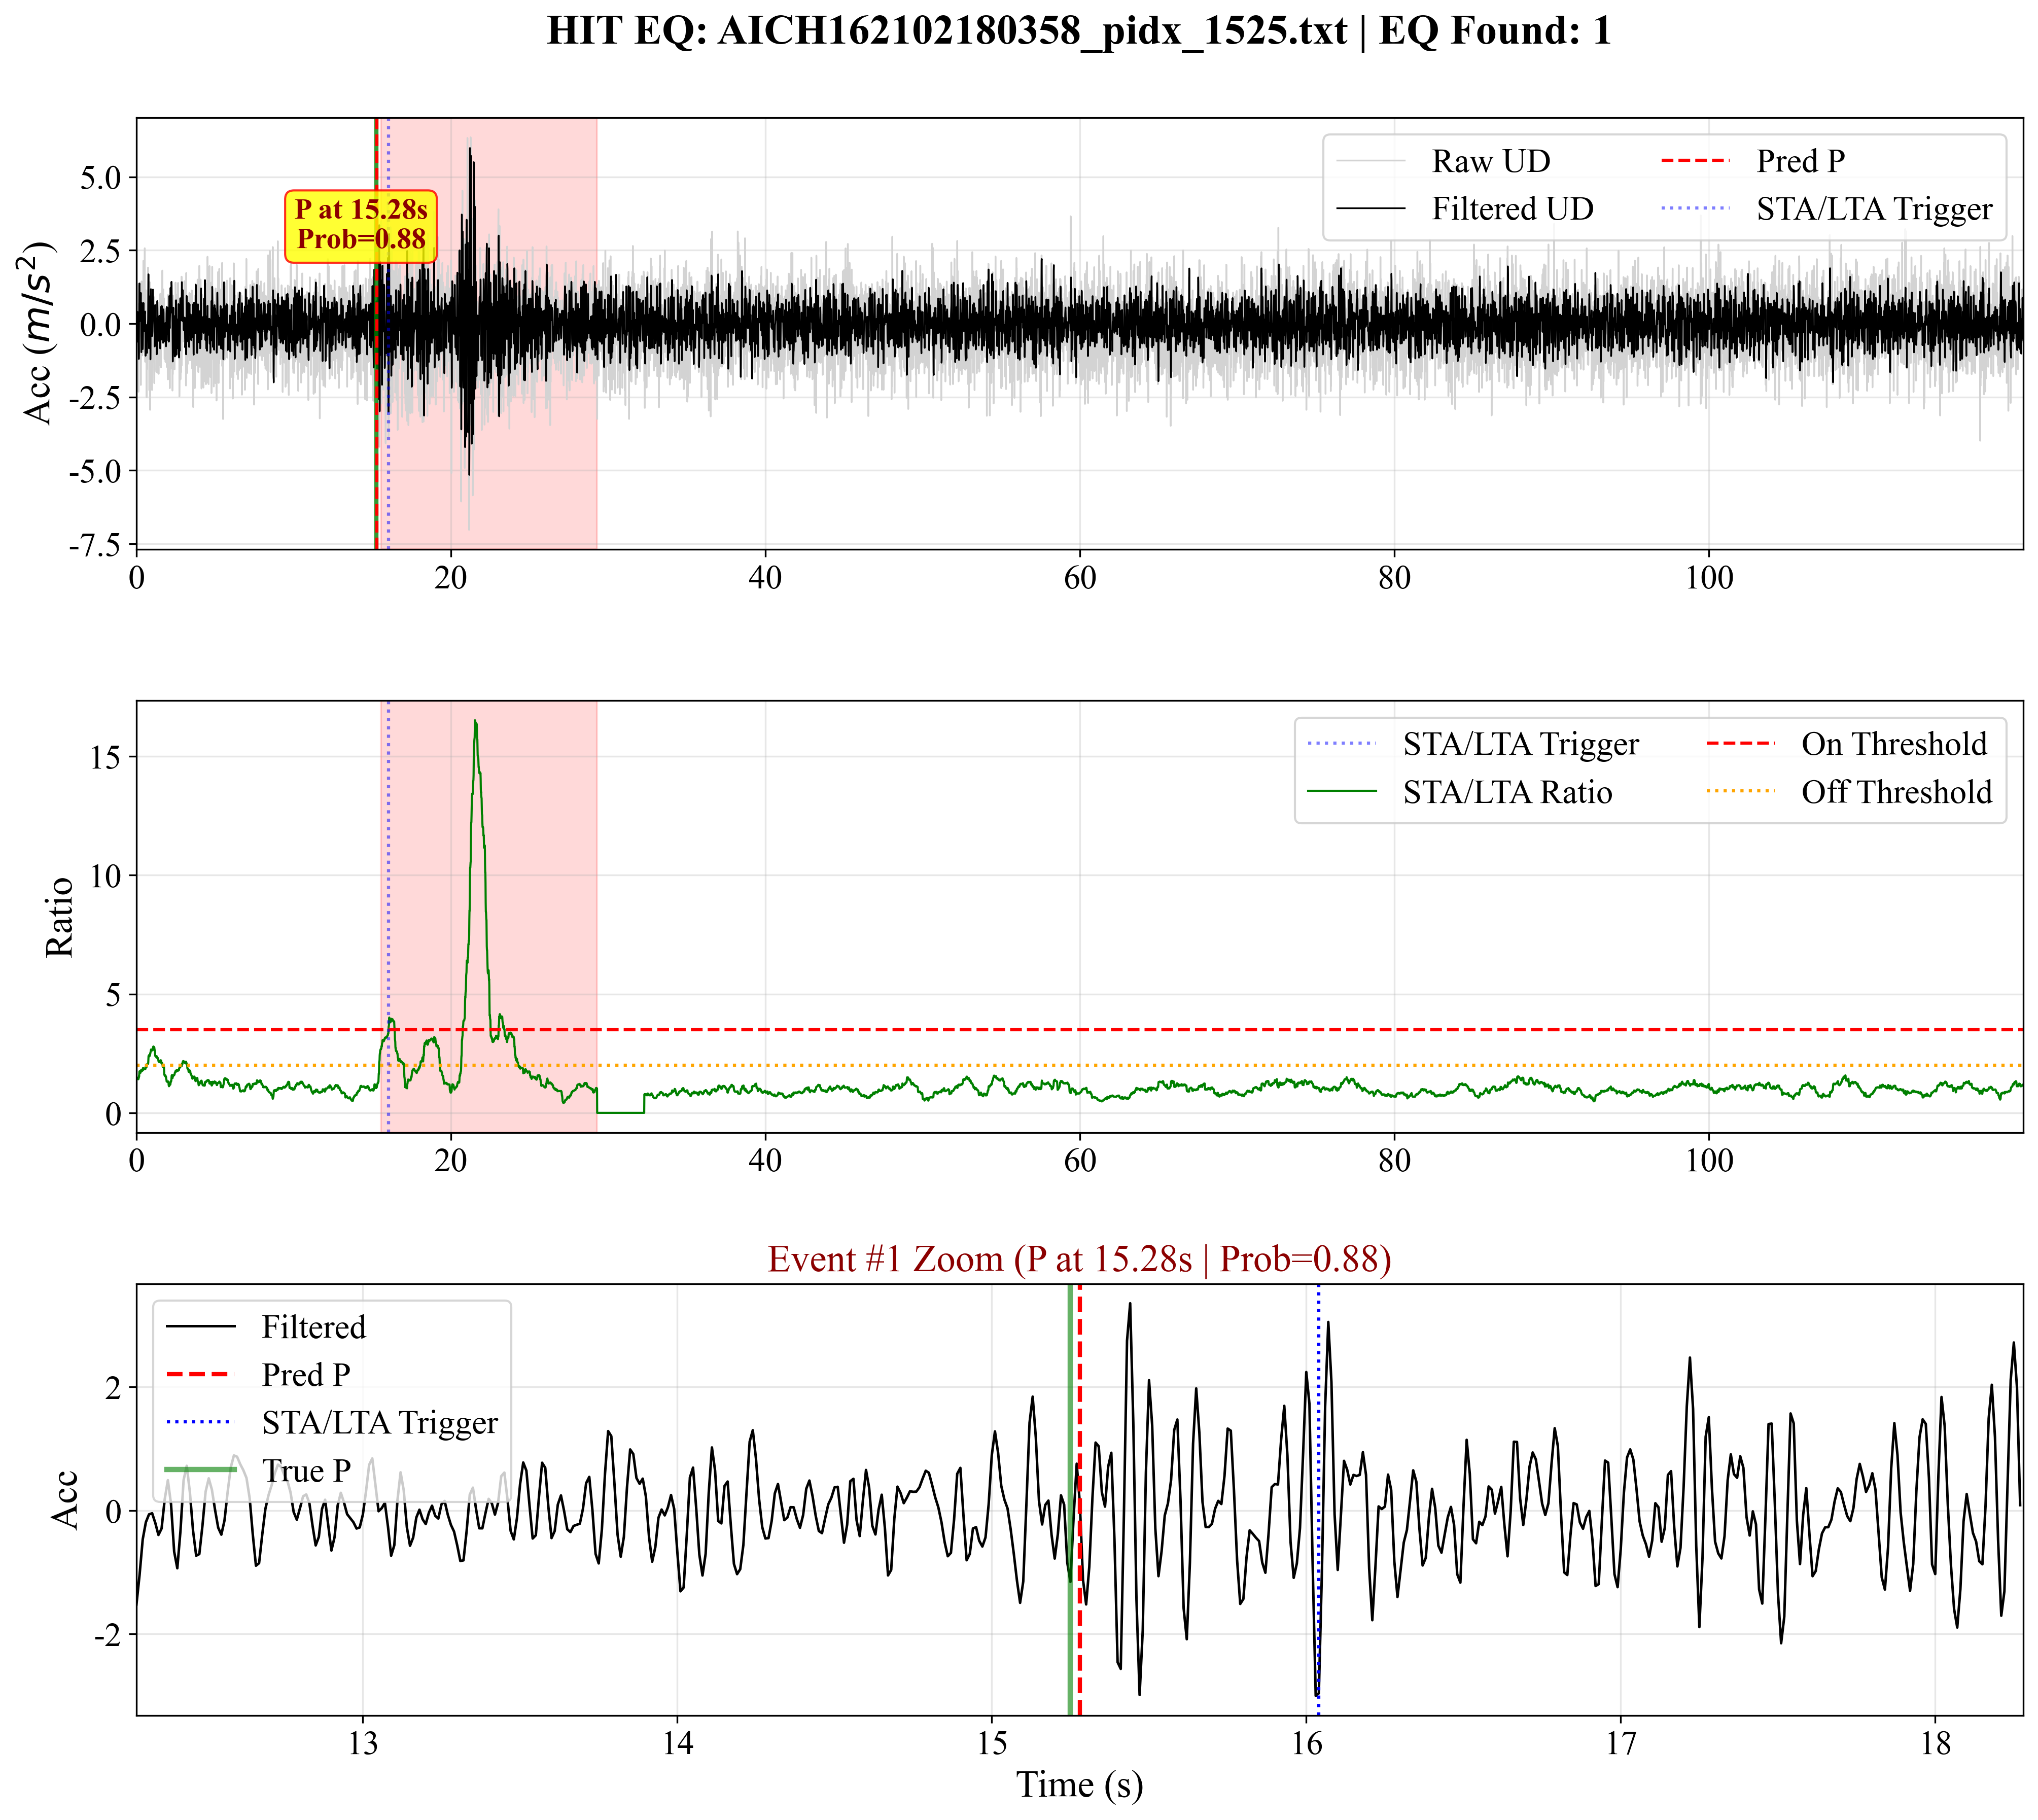 HIT EQ: AICH162102180358_pidx_1525.txt | EQ Found: 1
Acc (m/s²)
5.0
2.5
0.0
-2.5
-5.0
-7.5
P at 15.28s
Prob=0.88
Raw UD
Filtered UD
Pred P
STA/LTA Trigger
0 20 40 60 80 100
Ratio
15
10
5
0
STA/LTA Trigger
STA/LTA Ratio
On Threshold
Off Threshold
0 20 40 60 80 100
Event #1 Zoom (P at 15.28s | Prob=0.88)
Acc
2
0
-2
Filtered
Pred P
STA/LTA Trigger
True P
13 14 15 16 17 18
Time (s)